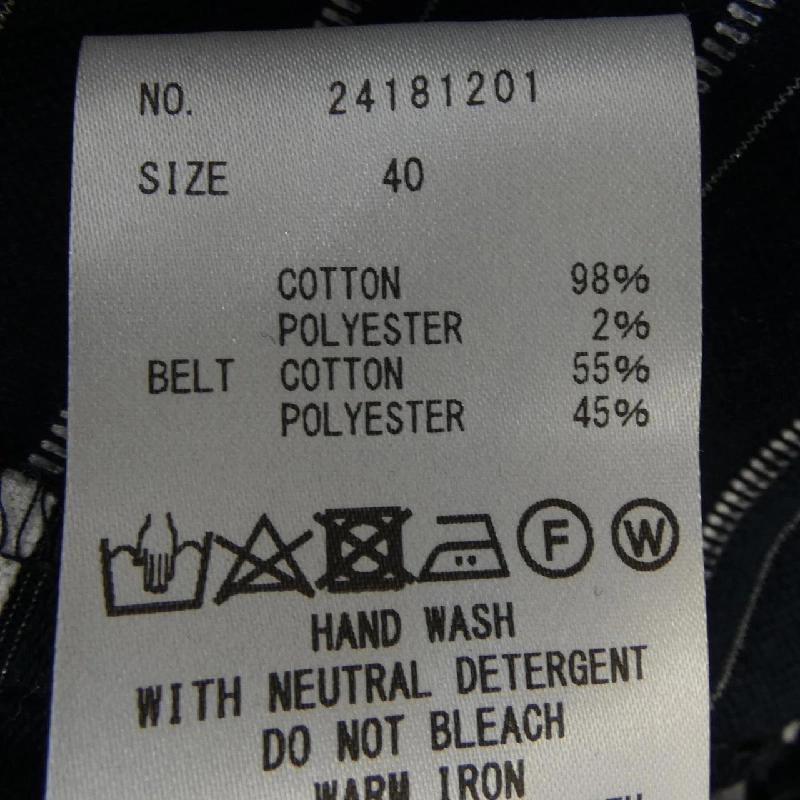 NO. 24181201
SIZE 40
COTTON 98%
POLYESTER 2%
BELT COTTON 55%
POLYESTER 45%
F W
HAND WASH
WITH NEUTRAL DETERGENT
DO NOT BLEACH
WARM IRON